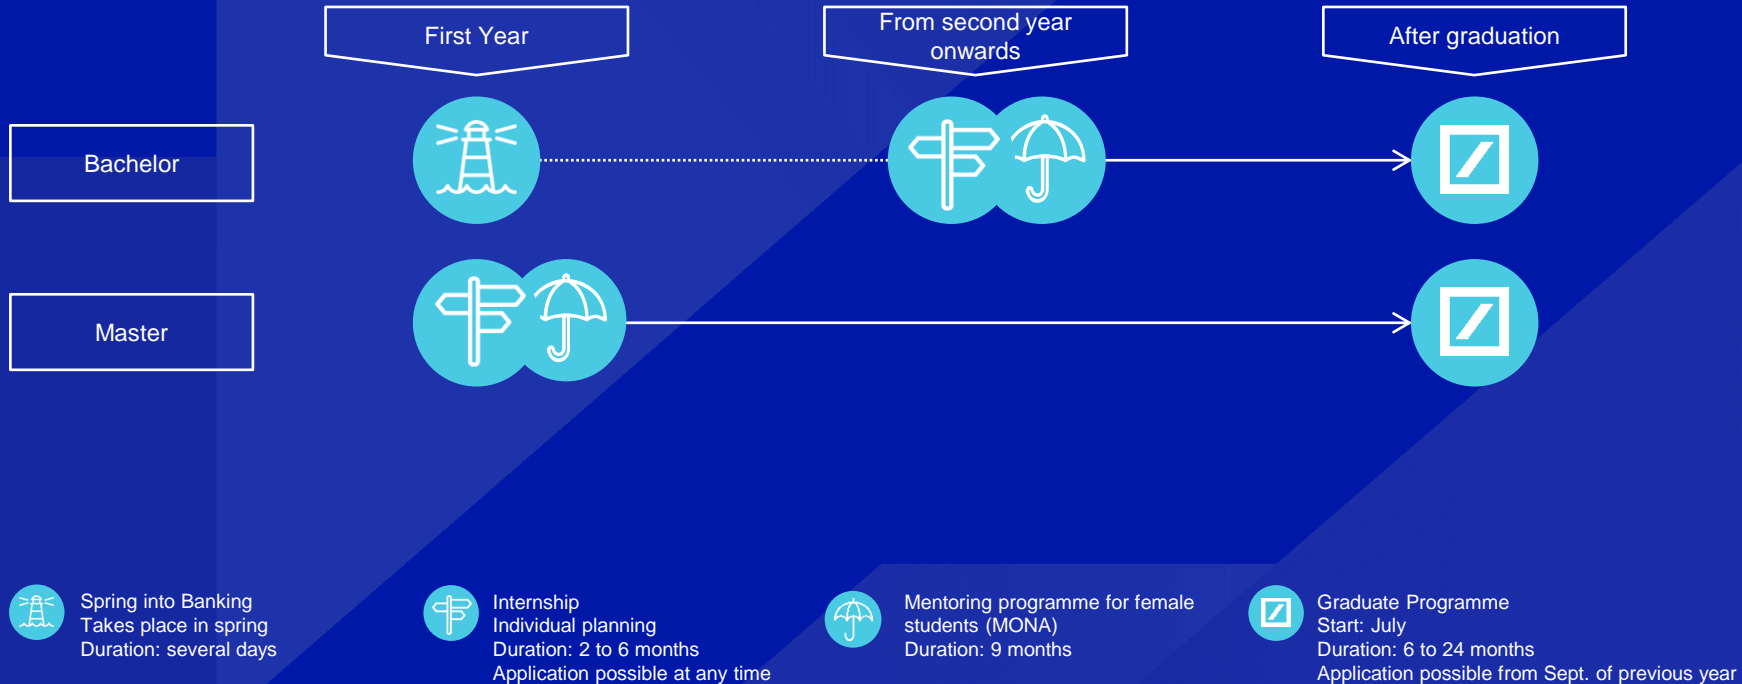 First Year
From second year
onwards
After graduation
Bachelor
Master
Spring into Banking
Takes place in spring
Duration: several days
Internship
Individual planning
Duration: 2 to 6 months
Application possible at any time
Mentoring programme for female
students (MONA)
Duration: 9 months
Graduate Programme
Start: July
Duration: 6 to 24 months
Application possible from Sept. of previous year